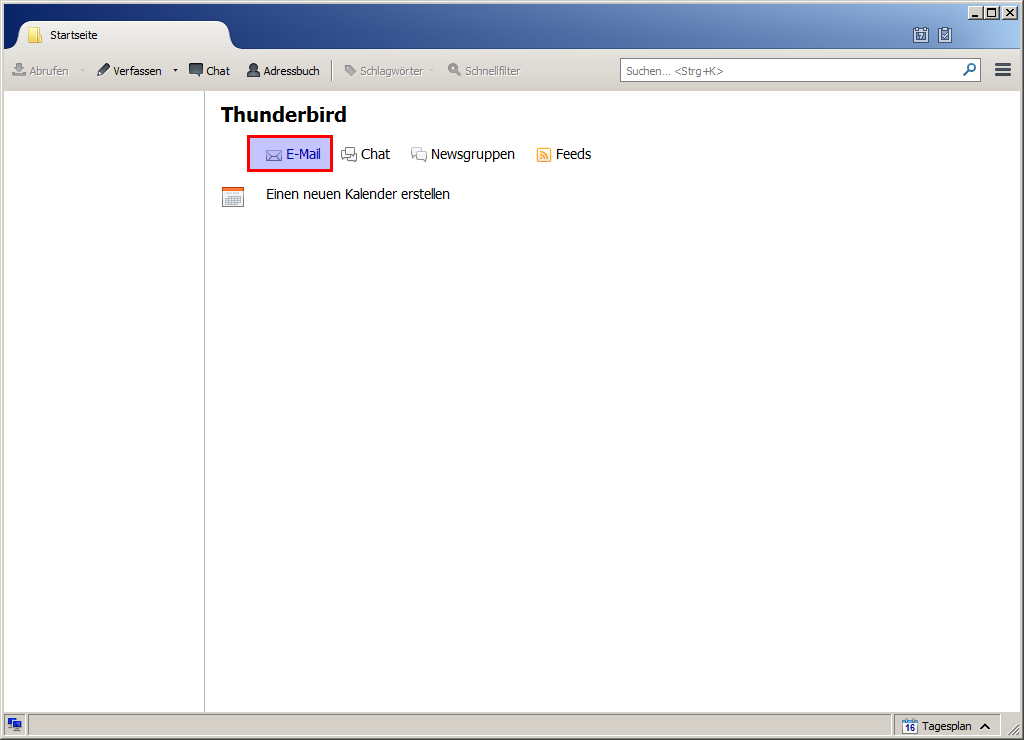 Startseite
Abrufen Verfassen Chat Adressbuch Schlagwörter Schnellfilter Suchen... <Strg+K>
Thunderbird
E-Mail Chat Newsgruppen Feeds
Einen neuen Kalender erstellen
16 Tagesplan